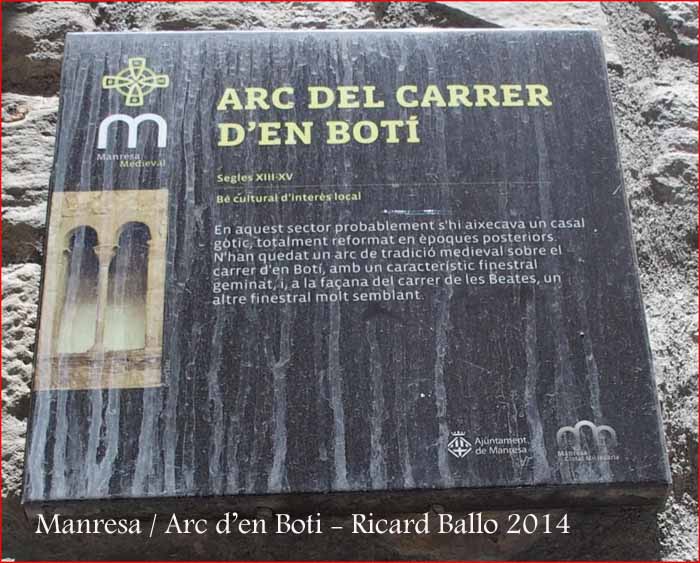 ARC DEL CARRER
D'EN BOTÍ
m
Manresa
Medieval
Segles XIII-XV
Bé cultural d'interès local
En aquest sector probablement s'hi aixecava un casal
gòtic, totalment reformat en èpoques posteriors.
N'han quedat un arc de tradició medieval sobre el
carrer d'en Botí, amb un característic finestral
geminat, i, a la façana del carrer de les Beates, un
altre finestral molt semblant.
Ajuntament
de Manresa
Manresa
Manresa / Arc d'en Boti - Ricard Ballo 2014